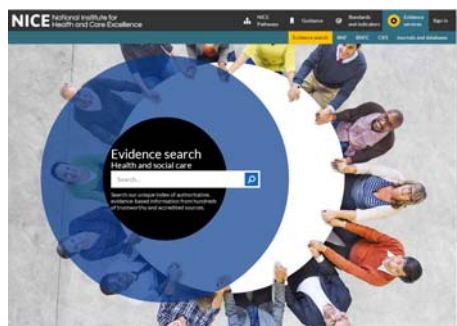 NICE National Institute for
Health and Care Excellence
NICE
Pathways
Guidance
Standards
and indicators
Evidence
services
Sign in
Evidence search
BNF
BNFC
CKS
Journals and databases
Evidence search
Health and social care
Search...
Search our unique index of authoritative,
evidence-based information from hundreds
of trustworthy and accredited sources.